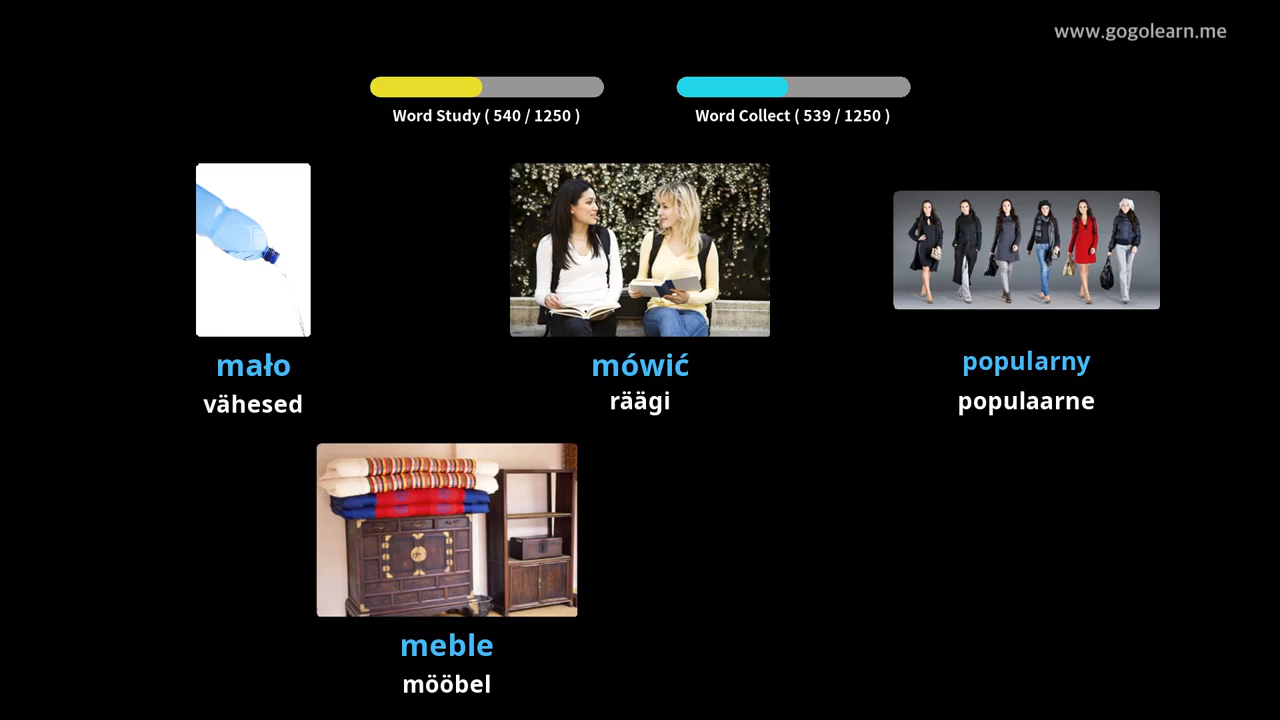 www.gogolearn.me
Word Study ( 540 / 1250 )
Word Collect ( 539 / 1250 )
mało
vähesed
mówić
räägi
popularny
populaarne
meble
mööbel